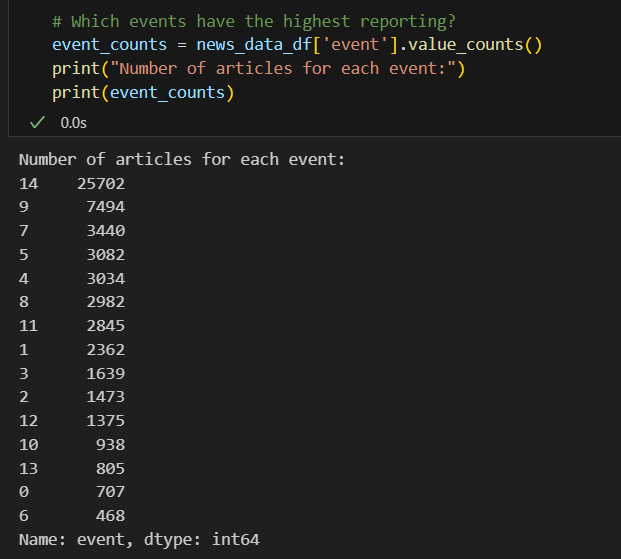 # Which events have the highest reporting?
event_counts = news_data_df['event'].value_counts()
print("Number of articles for each event:")
print(event_counts)
0.0s
Number of articles for each event:
14    25702
9      7494
7      3440
5      3082
4      3034
8      2982
11     2845
1      2362
3      1639
2      1473
12     1375
10      938
13      805
0       707
6       468
Name: event, dtype: int64